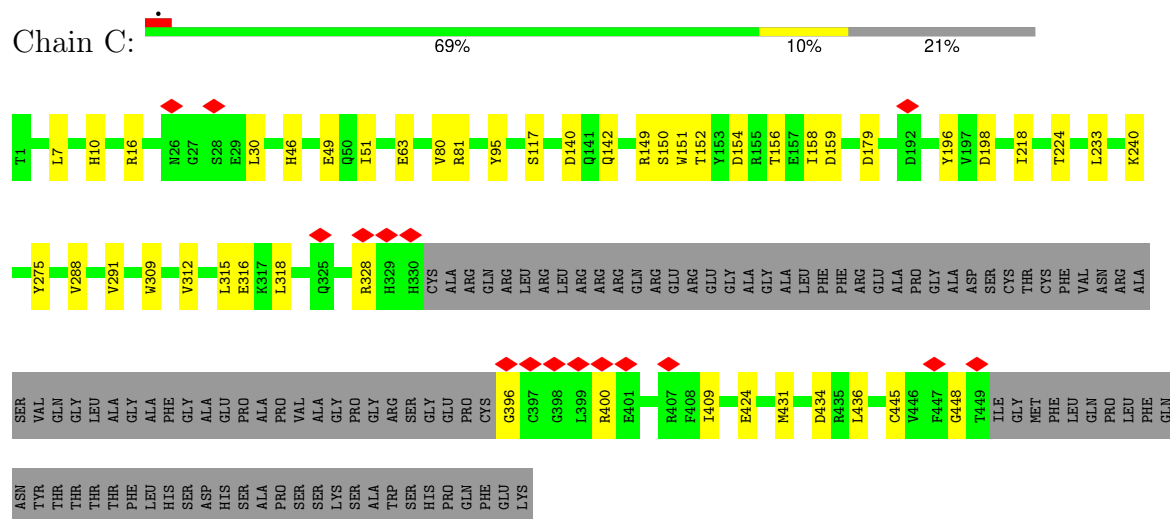 Chain C:
69% 10% 21%
T1 L7 H10 R16 N26 G27 S28 E29 L30 H46 E49 Q50 I51 E63 V80 R81 Y95 S117 D140 Q141 Q142 R149 S150 W151 T152 Y153 D154 R155 T156 E157 I158 D159 D179 D192 Y196 V197 D198 I218 T224 L233 K240
Y275 V288 V291 W309 V312 L315 E316 K317 L318 Q325 R328 H329 H330 CYS ALA ARG GLN ARG LEU ARG LEU ARG ARG ARG GLN ARG GLU ARG GLU GLY ALA GLY ALA LEU PHE PHE ARG GLU ALA PRO GLY ALA ASP SER CYS THR CYS PHE VAL ASN ARG ALA
SER VAL GLN GLY LEU ALA GLY ALA PHE GLY ALA GLU PRO ALA PRO VAL ALA GLY PRO GLY ARG SER GLY GLU PRO CYS G396 C397 G398 L399 R400 E401 R407 F408 I409 E424 M431 D434 R435 L436 C445 V446 F447 G448 T449 ILE GLY MET PHE LEU GLN PRO LEU PHE GLN
ASN TYR THR THR THR THR PHE LEU HIS SER ASP HIS SER ALA PRO SER SER LYS SER ALA TRP SER HIS PRO GLN PHE GLU LYS